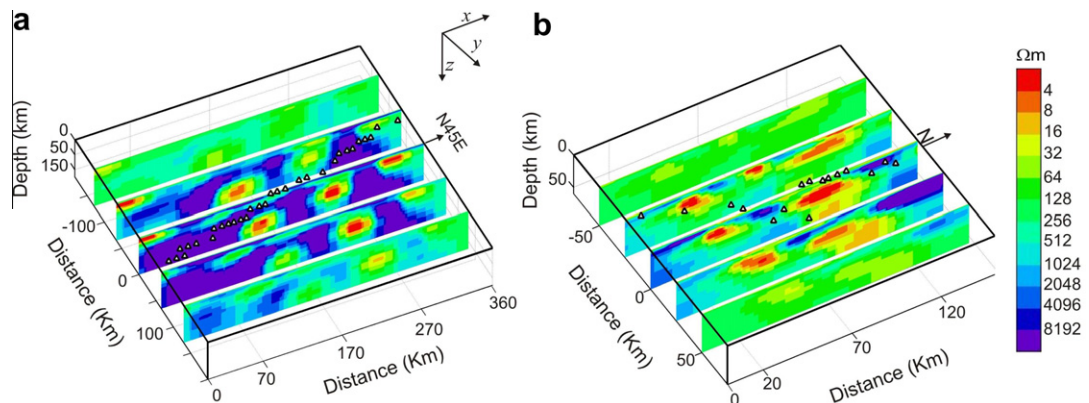 a
x
y
z
N45E
Depth (km)
0
50
150
-100
0
100
Distance (Km)
0
70
170
270
360
Distance (Km)
b
N
Depth (km)
0
50
-50
0
50
Distance (Km)
0
20
70
120
Distance (Km)
Ωm
4
8
16
32
64
128
256
512
1024
2048
4096
8192